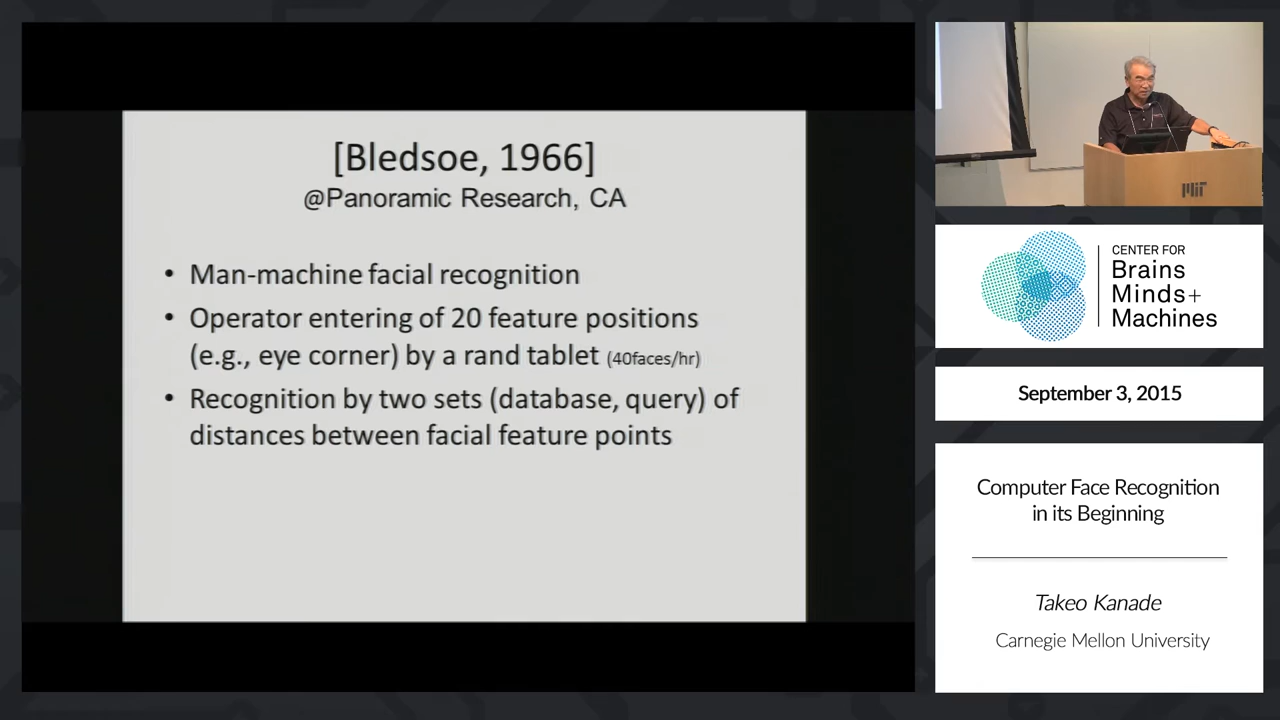 [Bledsoe, 1966]
@Panoramic Research, CA
• Man-machine facial recognition
• Operator entering of 20 feature positions
(e.g., eye corner) by a rand tablet (40faces/hr)
• Recognition by two sets (database, query) of
distances between facial feature points
MIT
CENTER FOR
Brains
Minds+
Machines
September 3, 2015
Computer Face Recognition
in its Beginning
Takeo Kanade
Carnegie Mellon University